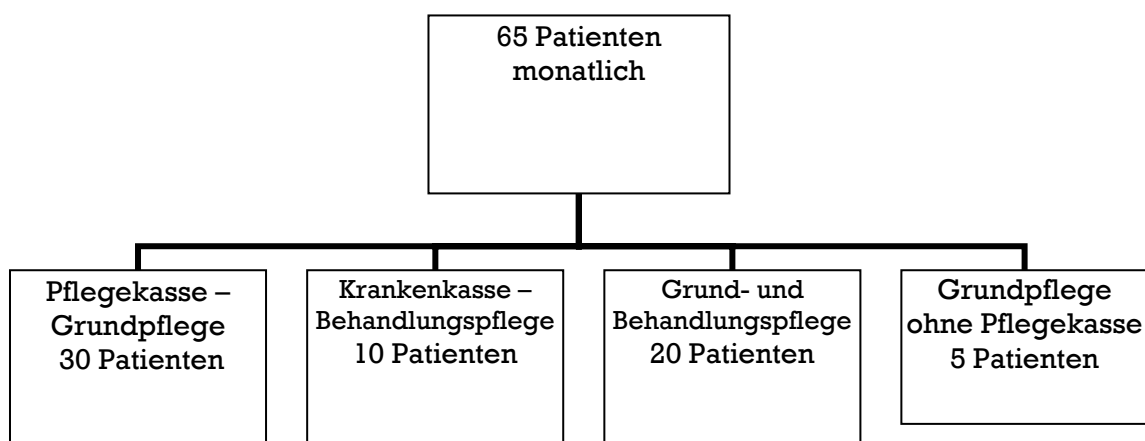 65 Patienten
monatlich
Pflegekasse –
Grundpflege
30 Patienten
Krankenkasse –
Behandlungspflege
10 Patienten
Grund- und
Behandlungspflege
20 Patienten
Grundpflege
ohne Pflegekasse
5 Patienten